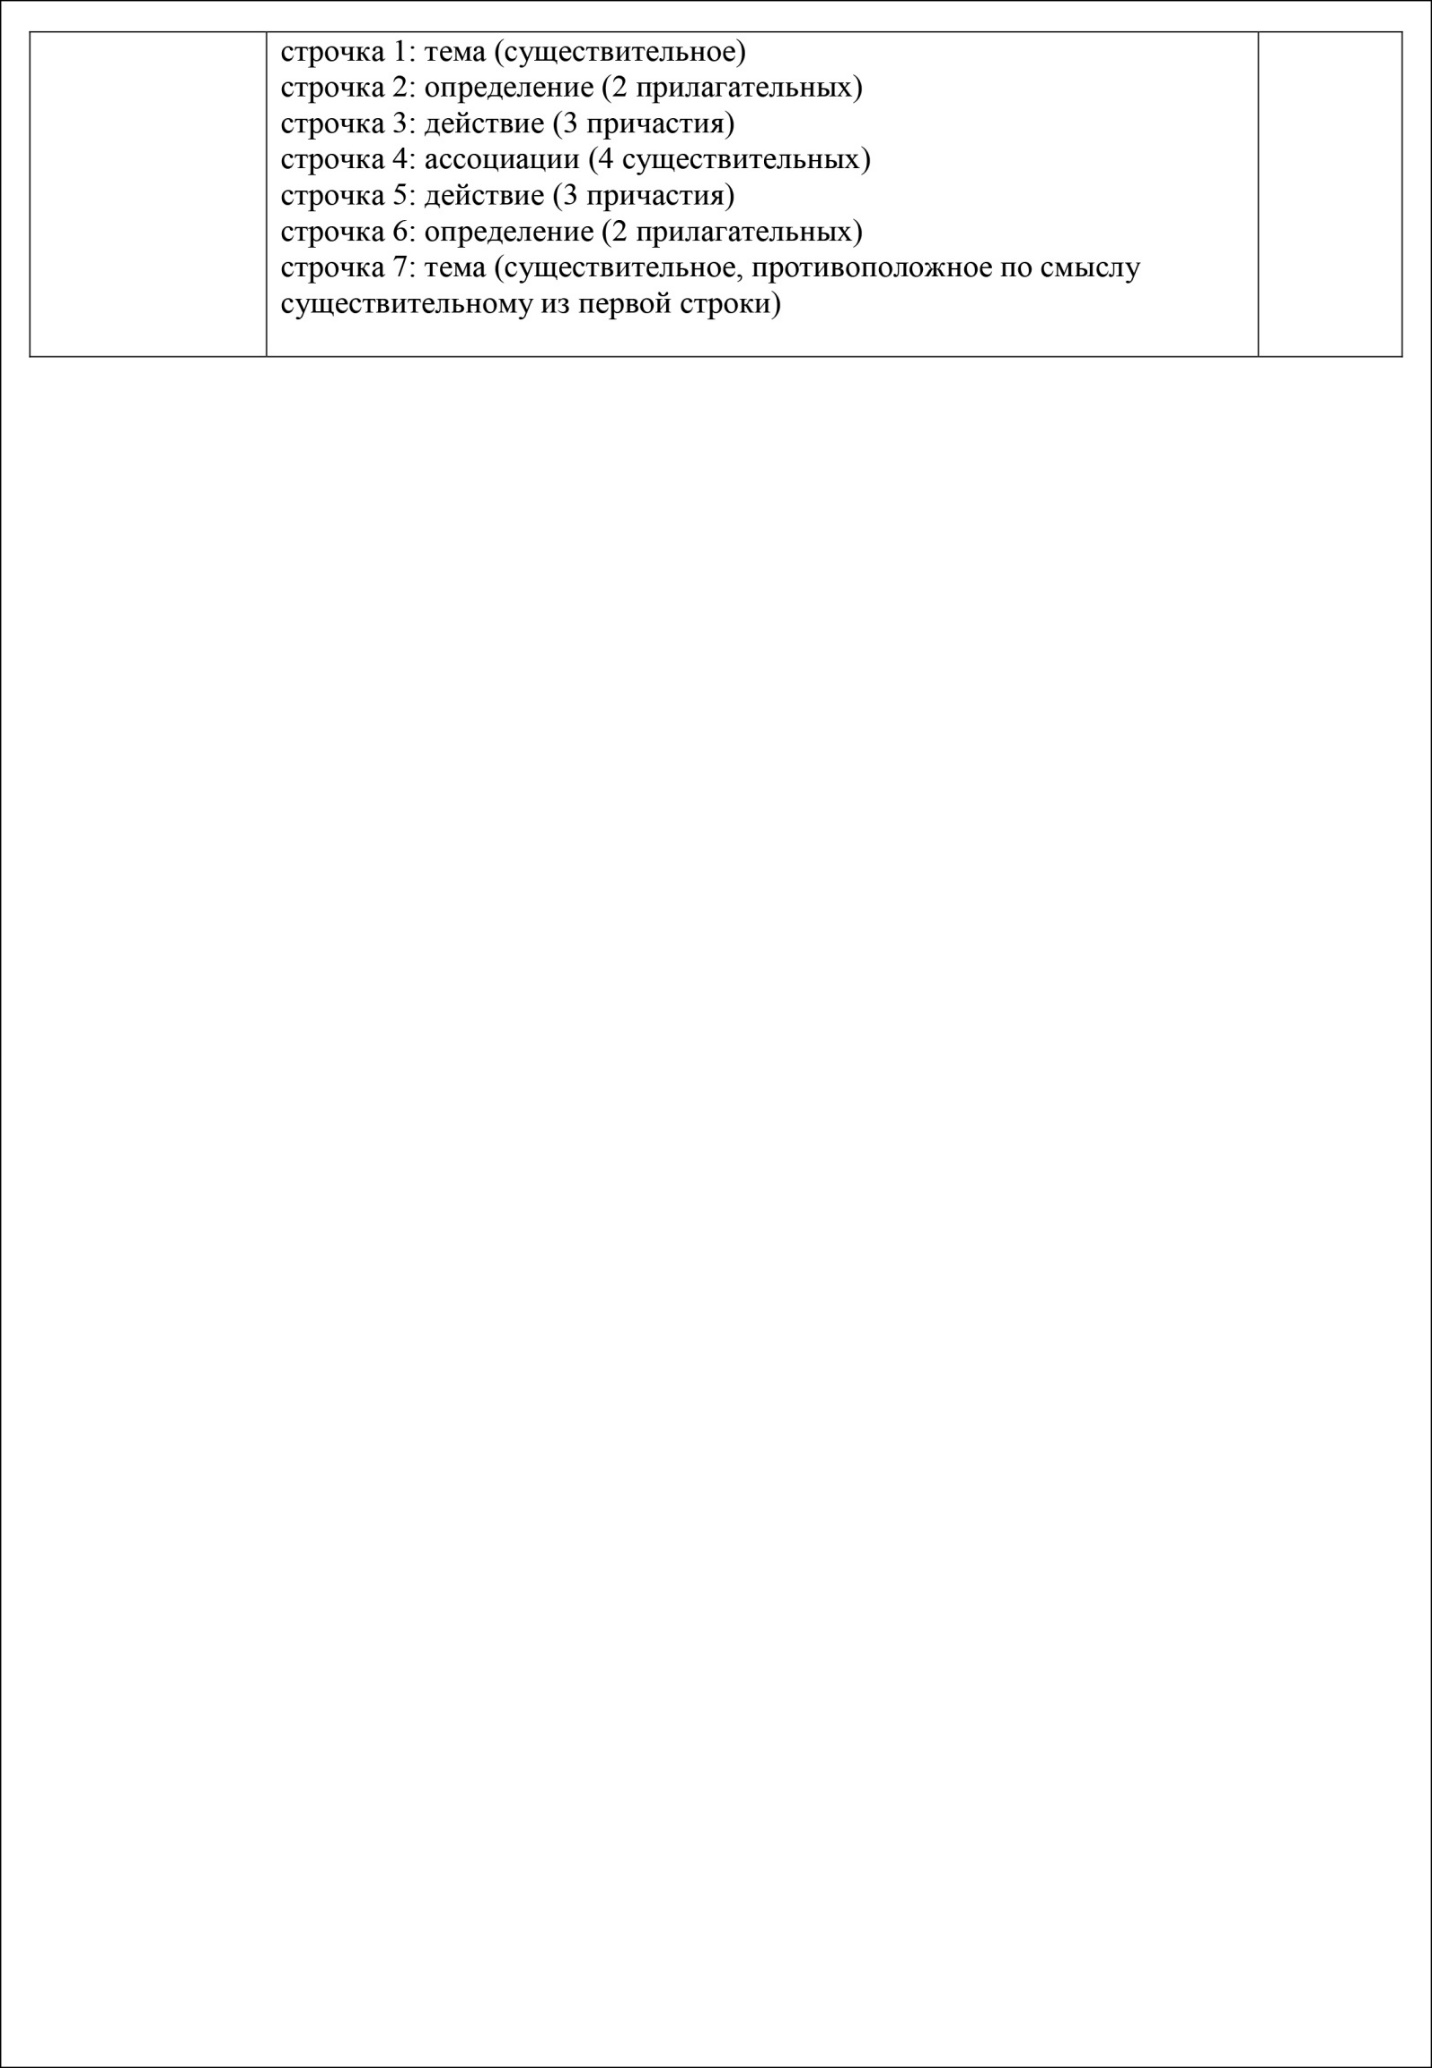 строчка 1: тема (существительное)
строчка 2: определение (2 прилагательных)
строчка 3: действие (3 причастия)
строчка 4: ассоциации (4 существительных)
строчка 5: действие (3 причастия)
строчка 6: определение (2 прилагательных)
строчка 7: тема (существительное, противоположное по смыслу
существительному из первой строки)